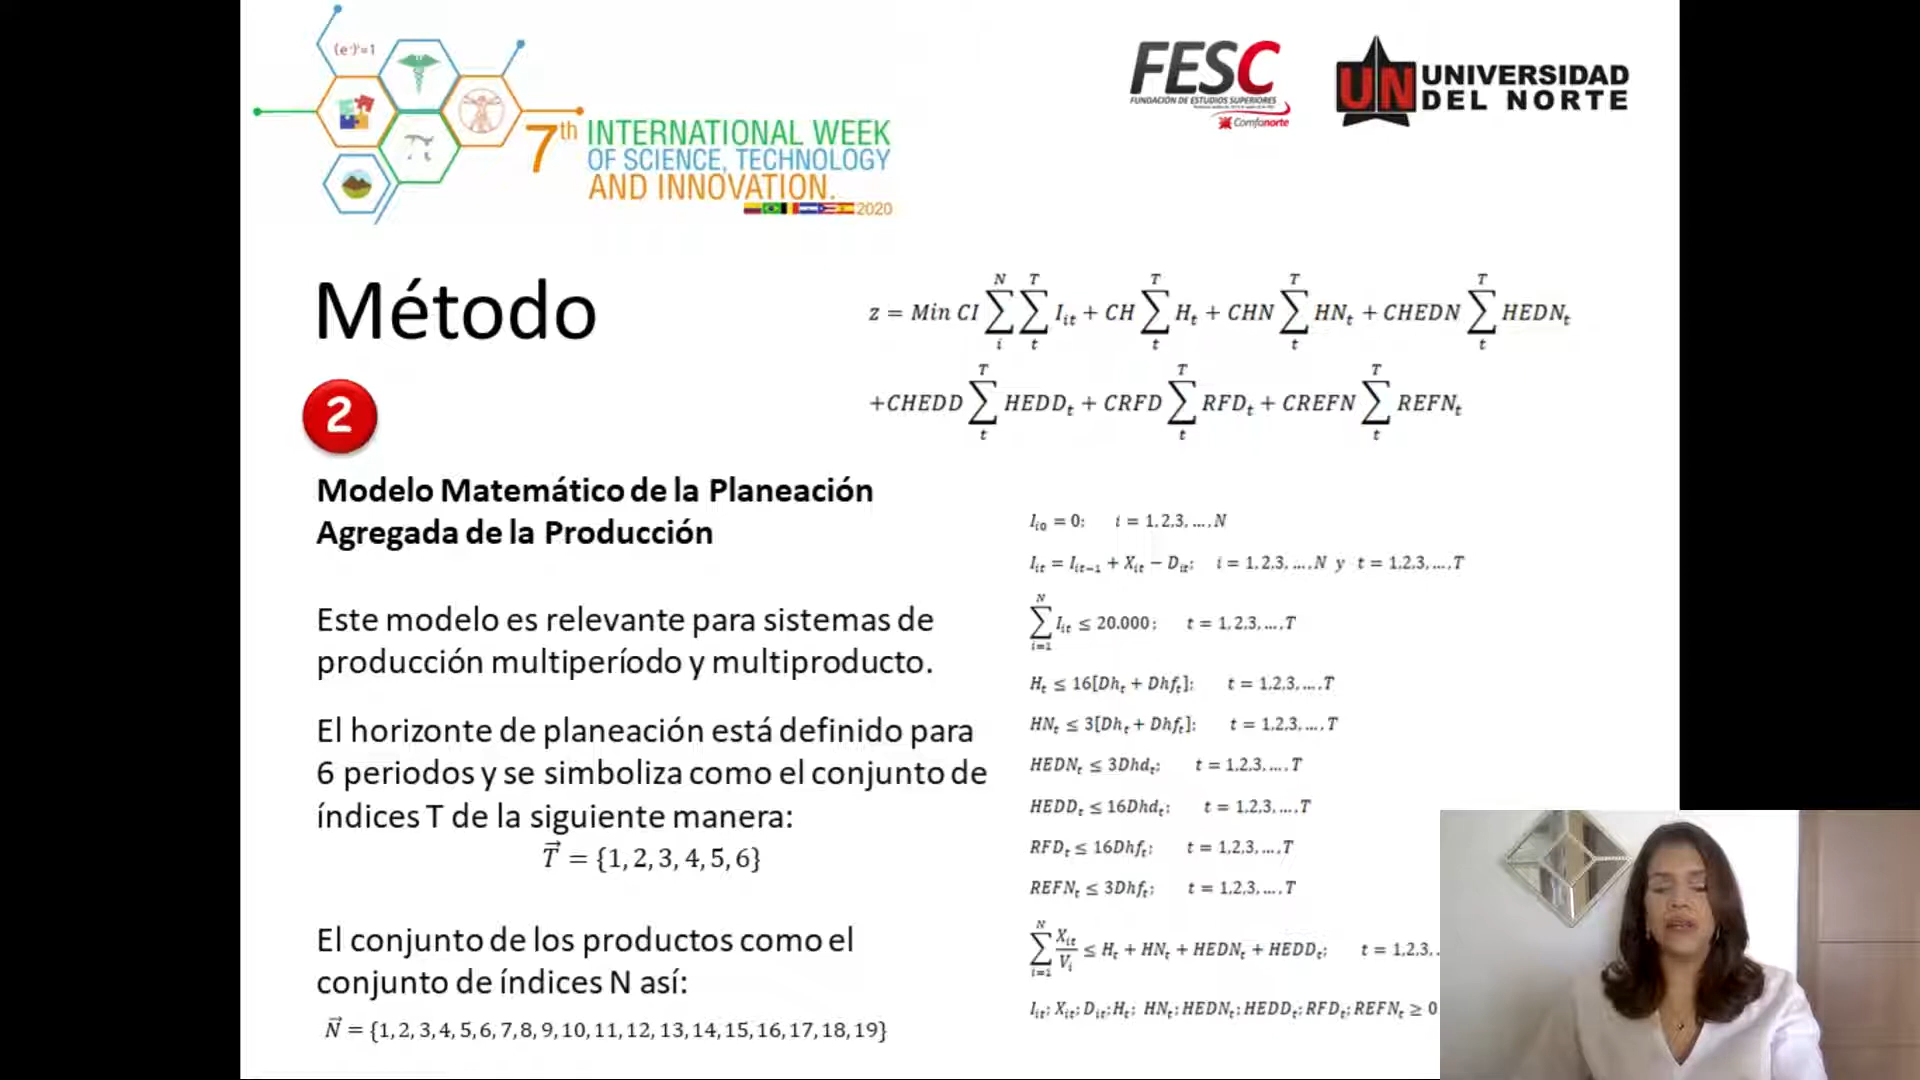 (e^i)=1
7th INTERNATIONAL WEEK
OF SCIENCE, TECHNOLOGY
AND INNOVATION.
2020
FESC
FUNDACIÓN DE ESTUDIOS SUPERIORES
Comfanorte
UN UNIVERSIDAD
DEL NORTE
Método
2
Modelo Matemático de la Planeación
Agregada de la Producción
Este modelo es relevante para sistemas de
producción multiperíodo y multiproducto.
El horizonte de planeación está definido para
6 periodos y se simboliza como el conjunto de
índices T de la siguiente manera:
T⃗ = {1, 2, 3, 4, 5, 6}
El conjunto de los productos como el
conjunto de índices N así:
N⃗ = {1, 2, 3, 4, 5, 6, 7, 8, 9, 10, 11, 12, 13, 14, 15, 16, 17, 18, 19}
z = Min CI ∑_i^N ∑_t^T I_it + CH ∑_t^T H_t + CHN ∑_t^T HN_t + CHEDN ∑_t^T HEDN_t
+CHEDD ∑_t^T HEDD_t + CRFD ∑_t^T RFD_t + CREFN ∑_t^T REFN_t
I_i0 = 0; i = 1,2,3, ...,N
I_it = I_it−1 + X_it − D_it; i = 1,2,3, ...,N y t = 1,2,3, ...,T
∑_{i=1}^N I_it ≤ 20.000; t = 1,2,3, ...,T
H_t ≤ 16[Dh_t + Dhf_t]; t = 1,2,3, ...,T
HN_t ≤ 3[Dh_t + Dhf_t]; t = 1,2,3, ...,T
HEDN_t ≤ 3Dhd_t; t = 1,2,3, ...,T
HEDD_t ≤ 16Dhd_t; t = 1,2,3, ...,T
RFD_t ≤ 16Dhf_t; t = 1,2,3, ...,T
REFN_t ≤ 3Dhf_t; t = 1,2,3, ...,T
∑_{i=1}^N X_it/V_i ≤ H_t + HN_t + HEDN_t + HEDD_t; t = 1,2,3, .
I_it; X_it; D_it; H_t; HN_t; HEDN_t; HEDD_t; RFD_t; REFN_t ≥ 0